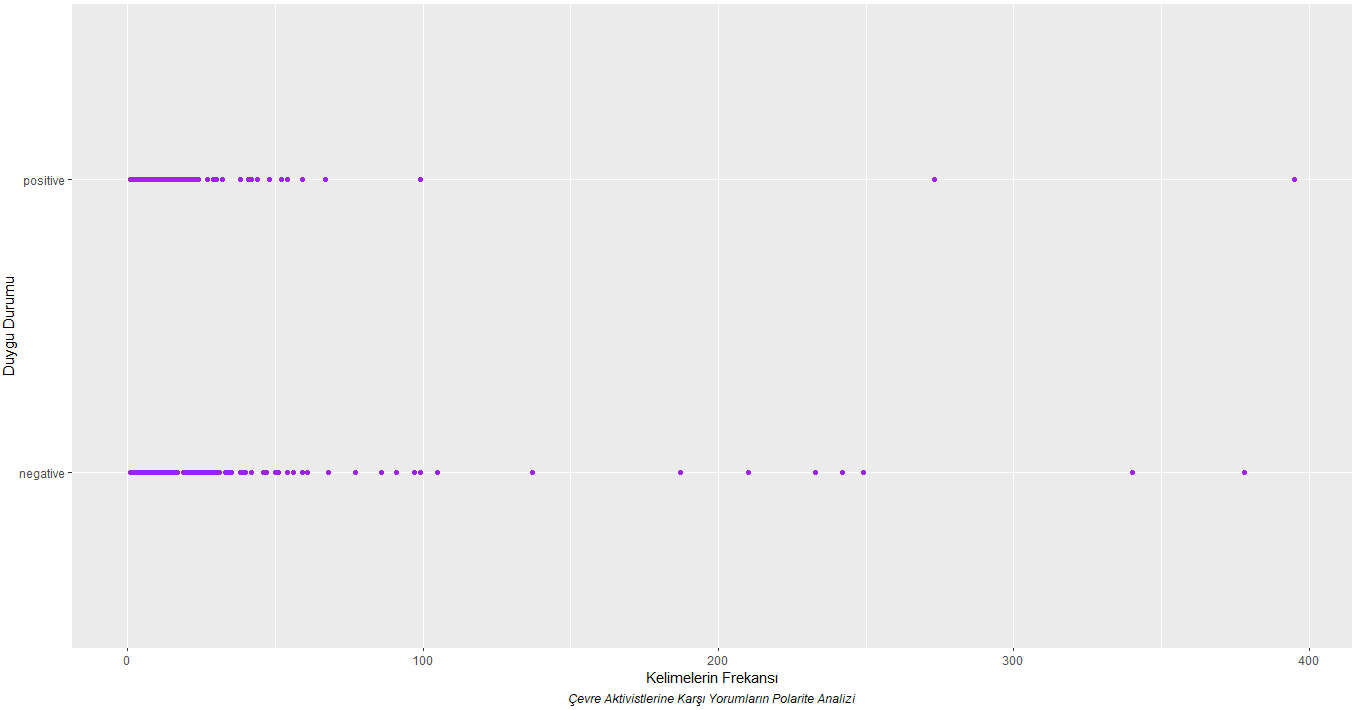 Duygu Durumu
positive
negative
0 100 200 300 400
Kelimelerin Frekansı
Çevre Aktivistlerine Karşı Yorumların Polarite Analizi